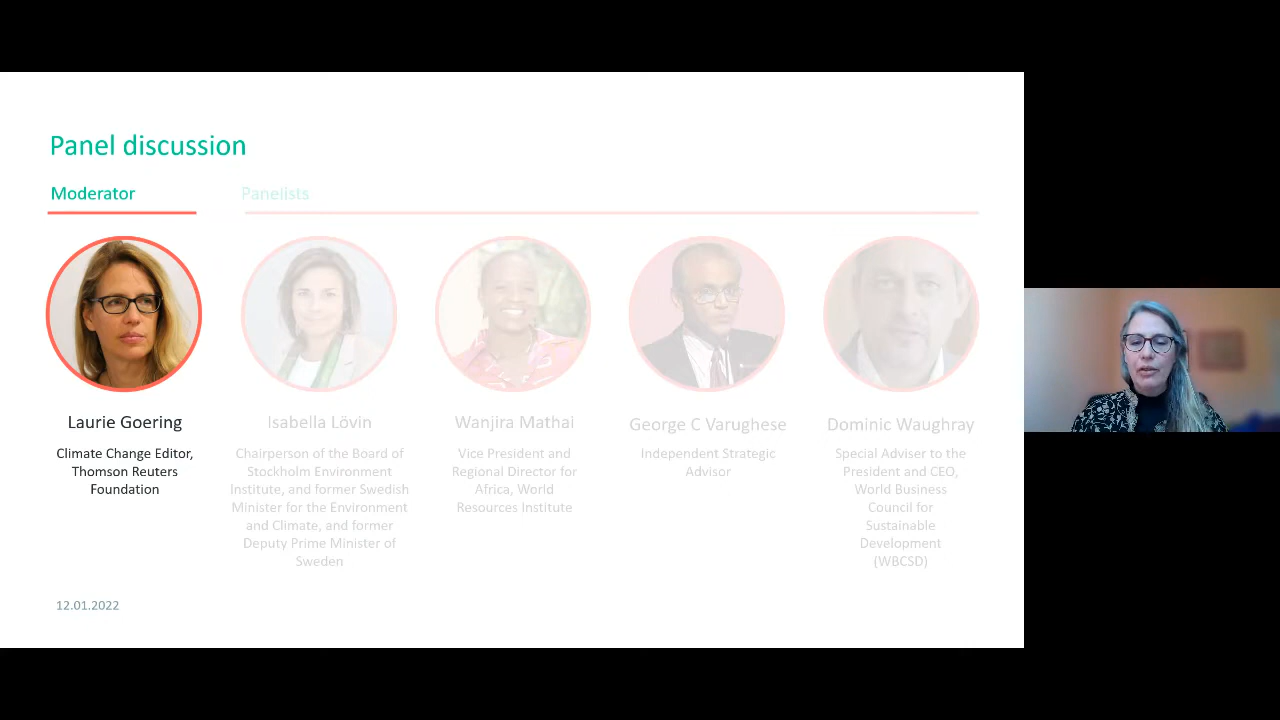 Panel discussion
Moderator
Panelists
Laurie Goering
Climate Change Editor,
Thomson Reuters
Foundation
Isabella Lövin
Chairperson of the Board of
Stockholm Environment
Institute, and former Swedish
Minister for the Environment
and Climate, and former
Deputy Prime Minister of
Sweden
Wanjira Mathai
Vice President and
Regional Director for
Africa, World
Resources Institute
George C Varughese
Independent Strategic
Advisor
Dominic Waughray
Special Adviser to the
President and CEO,
World Business
Council for
Sustainable
Development
(WBCSD)
12.01.2022